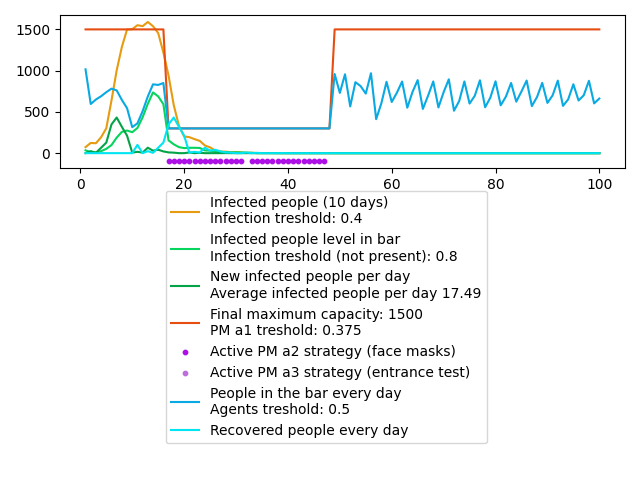 1500
1000
500
0
0
20
40
60
80
100
Infected people (10 days)
Infection treshold: 0.4
Infected people level in bar
Infection treshold (not present): 0.8
New infected people per day
Average infected people per day 17.49
Final maximum capacity: 1500
PM a1 treshold: 0.375
Active PM a2 strategy (face masks)
Active PM a3 strategy (entrance test)
People in the bar every day
Agents treshold: 0.5
Recovered people every day